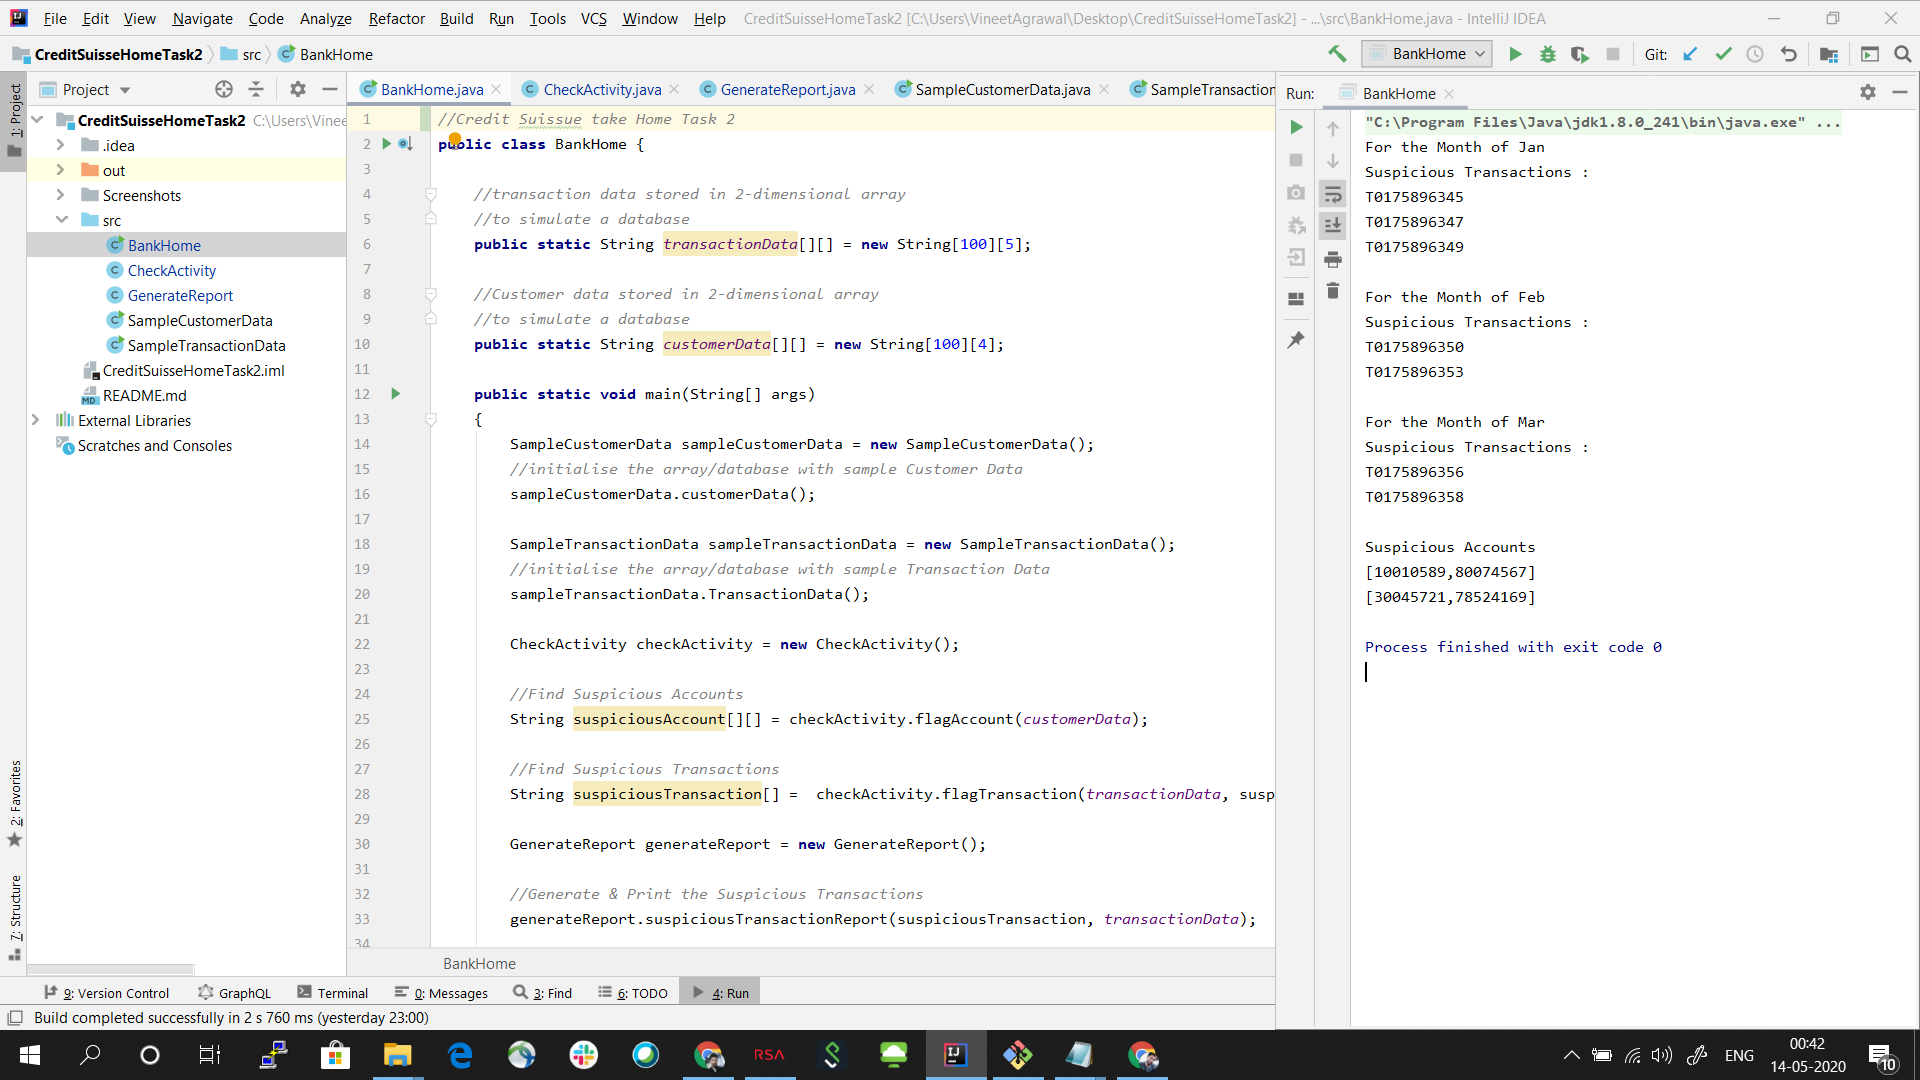 File Edit View Navigate Code Analyze Refactor Build Run Tools VCS Window Help CreditSuisseHomeTask2 [C:\Users\VineetAgrawal\Desktop\CreditSuisseHomeTask2] - ...\src\BankHome.java - IntelliJ IDEA
CreditSuisseHomeTask2 src BankHome
BankHome Git:
1: Project
Project
CreditSuisseHomeTask2 C:\Users\Vinee
.idea
out
Screenshots
src
BankHome
CheckActivity
GenerateReport
SampleCustomerData
SampleTransactionData
CreditSuisseHomeTask2.iml
README.md
External Libraries
Scratches and Consoles
2: Favorites
7: Structure
BankHome.java CheckActivity.java GenerateReport.java SampleCustomerData.java SampleTransaction
1 //Credit Suissue take Home Task 2
2 public class BankHome {
3
4 //transaction data stored in 2-dimensional array
5 //to simulate a database
6 public static String transactionData[][] = new String[100][5];
7
8 //Customer data stored in 2-dimensional array
9 //to simulate a database
10 public static String customerData[][] = new String[100][4];
11
12 public static void main(String[] args)
13 {
14 SampleCustomerData sampleCustomerData = new SampleCustomerData();
15 //initialise the array/database with sample Customer Data
16 sampleCustomerData.customerData();
17
18 SampleTransactionData sampleTransactionData = new SampleTransactionData();
19 //initialise the array/database with sample Transaction Data
20 sampleTransactionData.TransactionData();
21
22 CheckActivity checkActivity = new CheckActivity();
23
24 //Find Suspicious Accounts
25 String suspiciousAccount[][] = checkActivity.flagAccount(customerData);
26
27 //Find Suspicious Transactions
28 String suspiciousTransaction[] = checkActivity.flagTransaction(transactionData, susp
29
30 GenerateReport generateReport = new GenerateReport();
31
32 //Generate & Print the Suspicious Transactions
33 generateReport.suspiciousTransactionReport(suspiciousTransaction, transactionData);
34
BankHome
Run: BankHome
"C:\Program Files\Java\jdk1.8.0_241\bin\java.exe" ...
For the Month of Jan
Suspicious Transactions :
T0175896345
T0175896347
T0175896349
For the Month of Feb
Suspicious Transactions :
T0175896350
T0175896353
For the Month of Mar
Suspicious Transactions :
T0175896356
T0175896358
Suspicious Accounts
[10010589,80074567]
[30045721,78524169]
Process finished with exit code 0
9: Version Control GraphQL Terminal 0: Messages 3: Find 6: TODO 4: Run
Build completed successfully in 2 s 760 ms (yesterday 23:00)
RSA
ENG
00:42
14-05-2020
10